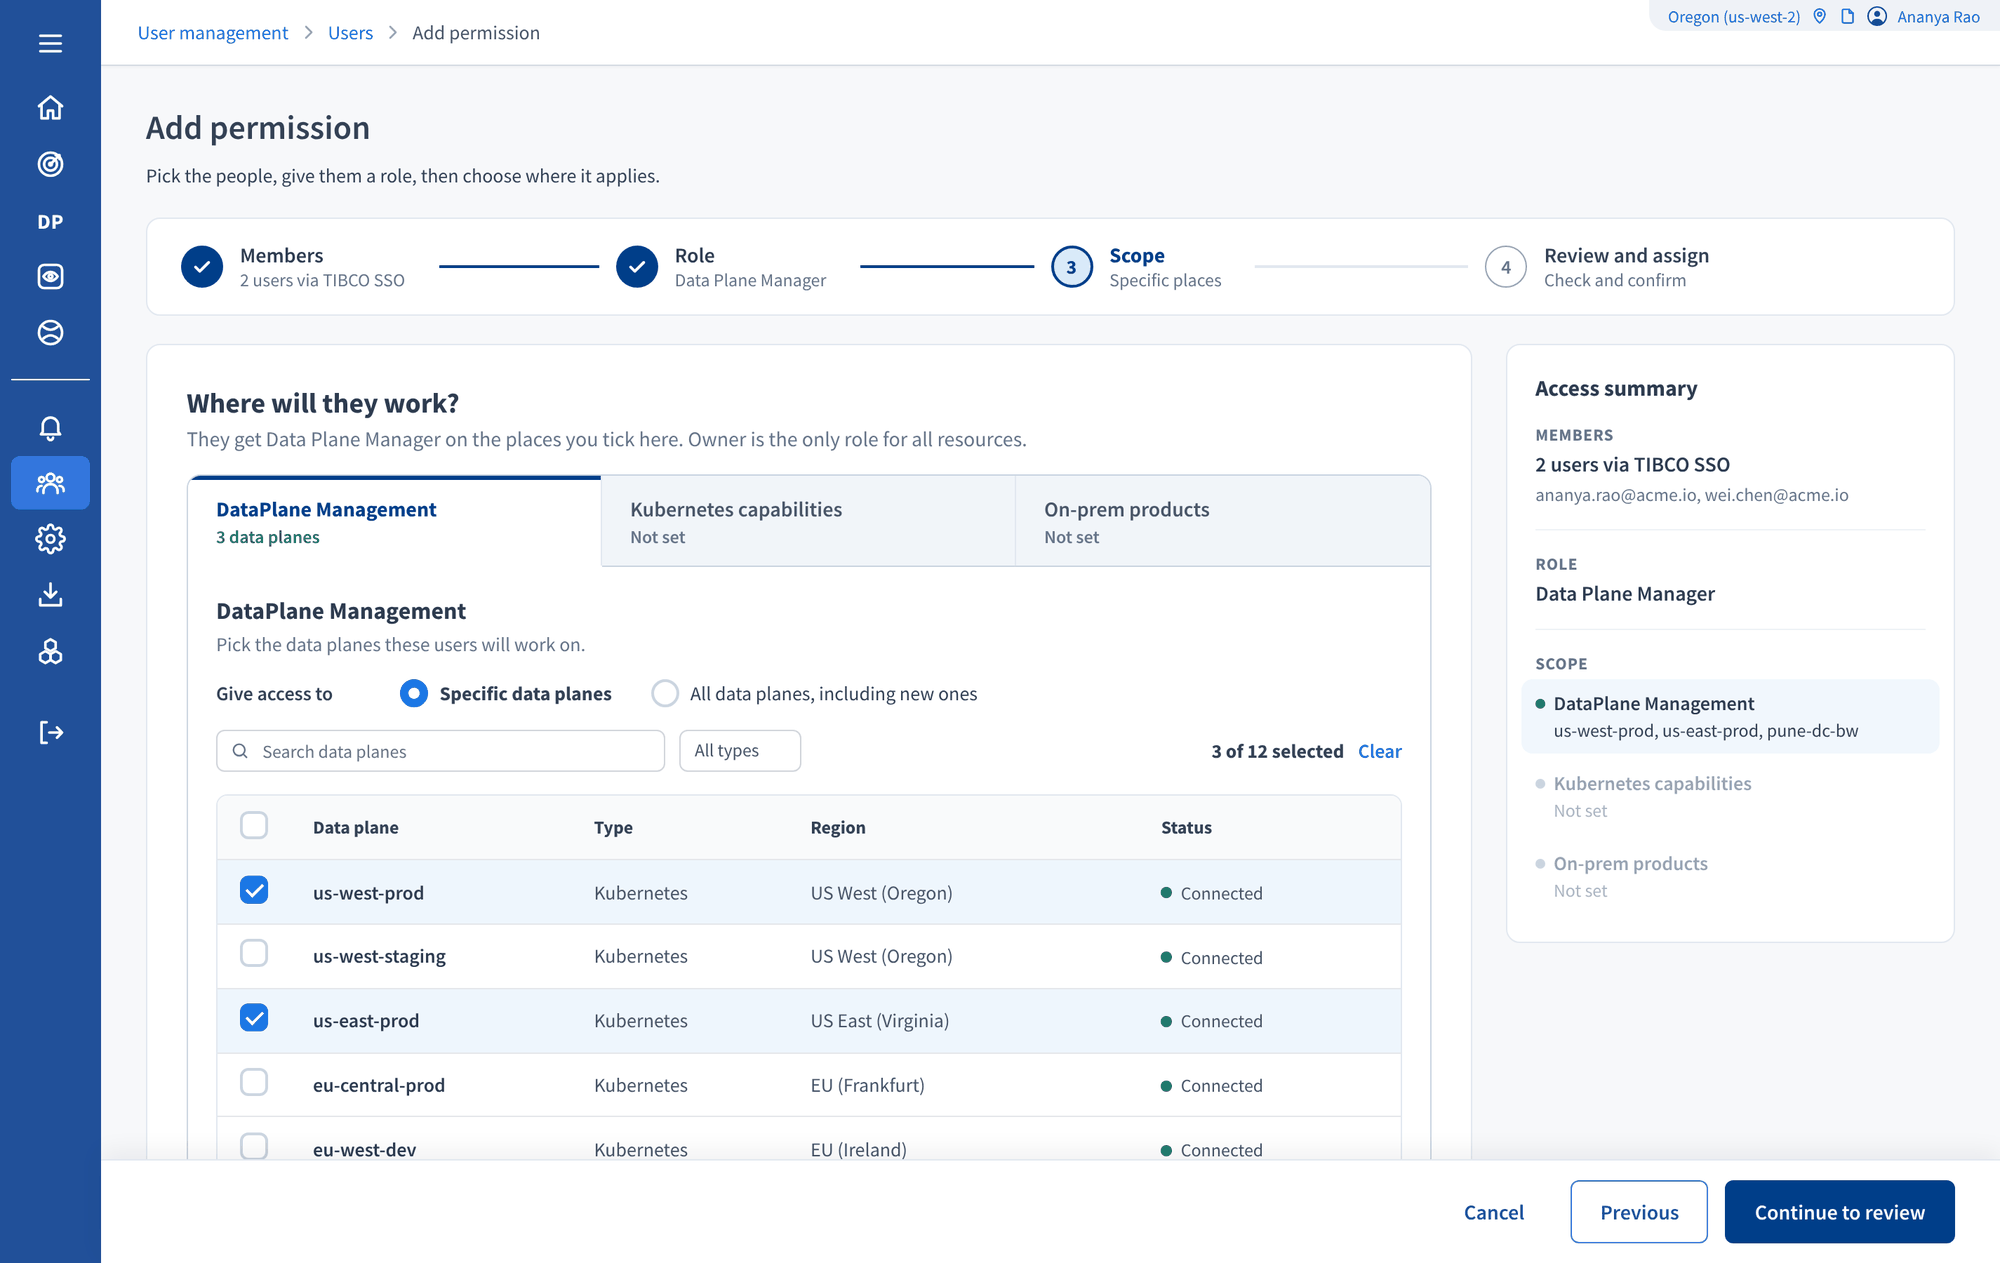 User management > Users > Add permission
Oregon (us-west-2) Ananya Rao
DP
Add permission
Pick the people, give them a role, then choose where it applies.
Members
2 users via TIBCO SSO
Role
Data Plane Manager
3
Scope
Specific places
4
Review and assign
Check and confirm
Where will they work?
They get Data Plane Manager on the places you tick here. Owner is the only role for all resources.
DataPlane Management
3 data planes
Kubernetes capabilities
Not set
On-prem products
Not set
DataPlane Management
Pick the data planes these users will work on.
Give access to Specific data planes All data planes, including new ones
Search data planes All types 3 of 12 selected Clear
Data plane Type Region Status
us-west-prod Kubernetes US West (Oregon) Connected
us-west-staging Kubernetes US West (Oregon) Connected
us-east-prod Kubernetes US East (Virginia) Connected
eu-central-prod Kubernetes EU (Frankfurt) Connected
eu-west-dev Kubernetes EU (Ireland) Connected
Access summary
MEMBERS
2 users via TIBCO SSO
ananya.rao@acme.io, wei.chen@acme.io
ROLE
Data Plane Manager
SCOPE
DataPlane Management
us-west-prod, us-east-prod, pune-dc-bw
Kubernetes capabilities
Not set
On-prem products
Not set
Cancel Previous Continue to review